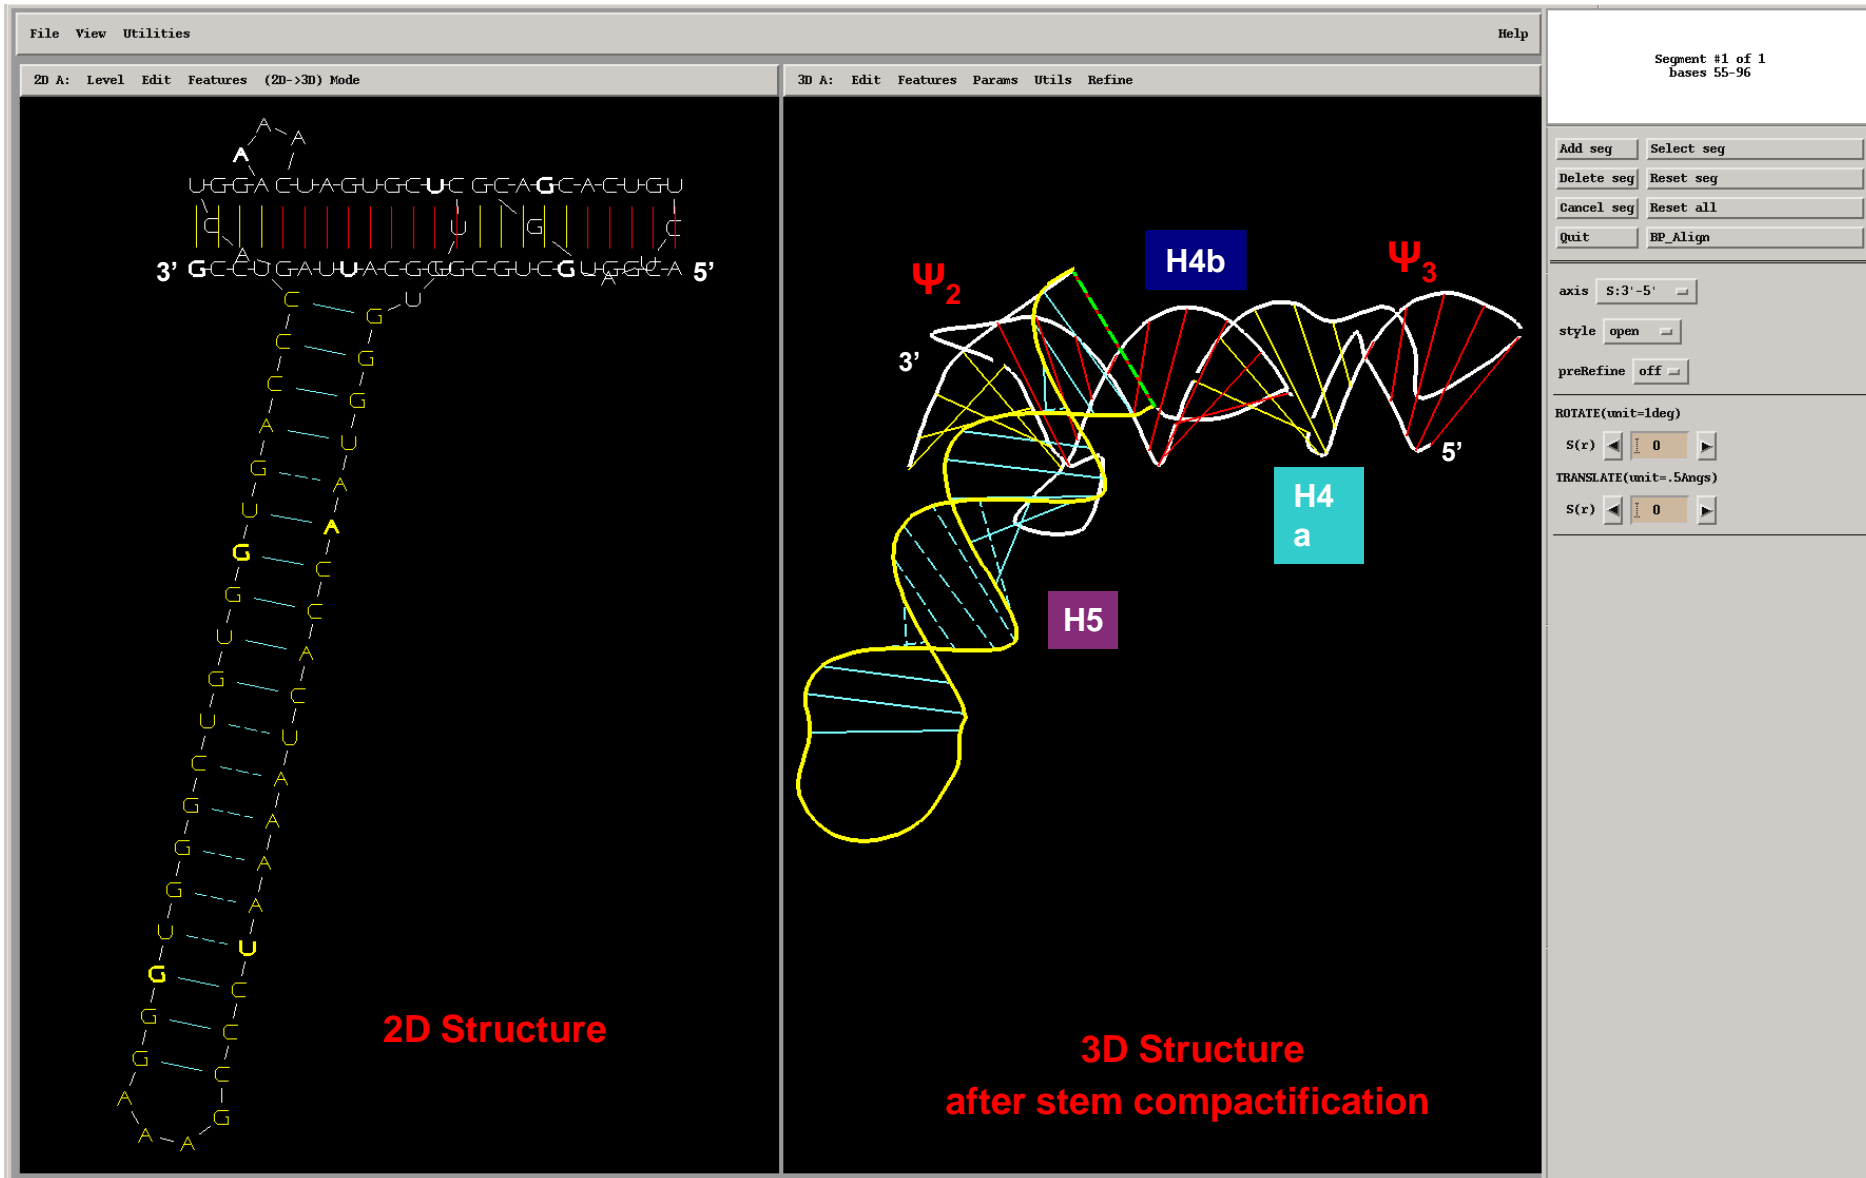 File View Utilities Help
2D A: Level Edit Features (2D->3D) Mode
3D A: Edit Features Params Utils Refine
Segment #1 of 1
bases 55-96
Add seg Select seg
Delete seg Reset seg
Cancel seg Reset all
Quit BP_Align
axis S:3'-5'
style open
preRefine off
ROTATE(unit=1deg)
S(r) 0
TRANSLATE(unit=.5Angs)
S(r) 0
A A
A
U G G A C U A G U G C U C G C A G C A C U G U
C U G C
3' A 5'
C G U
C G
C G
A U
G A
U A
G C
G C
U A
G C
U U
C A
G A
G A
G A
U U
G C
G C
G C
A G
A A
2D Structure
Ψ2
H4b
Ψ3
3'
5'
H4
a
H5
3D Structure
after stem compactification